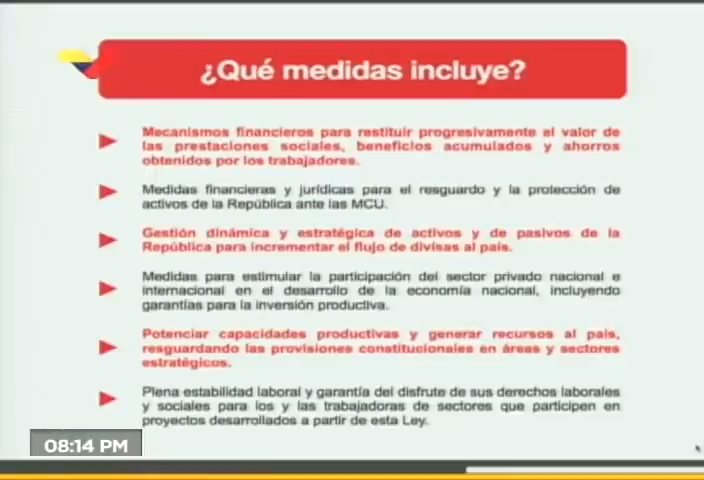 ¿Qué medidas incluye?
Mecanismos financieros para restituir progresivamente el valor de
las prestaciones sociales, beneficios acumulados y ahorros
obtenidos por los trabajadores.
Medidas financieras y jurídicas para el resguardo y la protección de
activos de la República ante las MCU.
Gestión dinámica y estratégica de activos y de pasivos de la
República para incrementar el flujo de divisas al país.
Medidas para estimular la participación del sector privado nacional e
internacional en el desarrollo de la economía nacional, incluyendo
garantías para la inversión productiva.
Potenciar capacidades productivas y generar recursos al país,
resguardando las provisiones constitucionales en áreas y sectores
estratégicos.
Plena estabilidad laboral y garantía del disfrute de sus derechos laborales
y sociales para los y las trabajadoras de sectores que participen en
proyectos desarrollados a partir de esta Ley.
08:14 PM